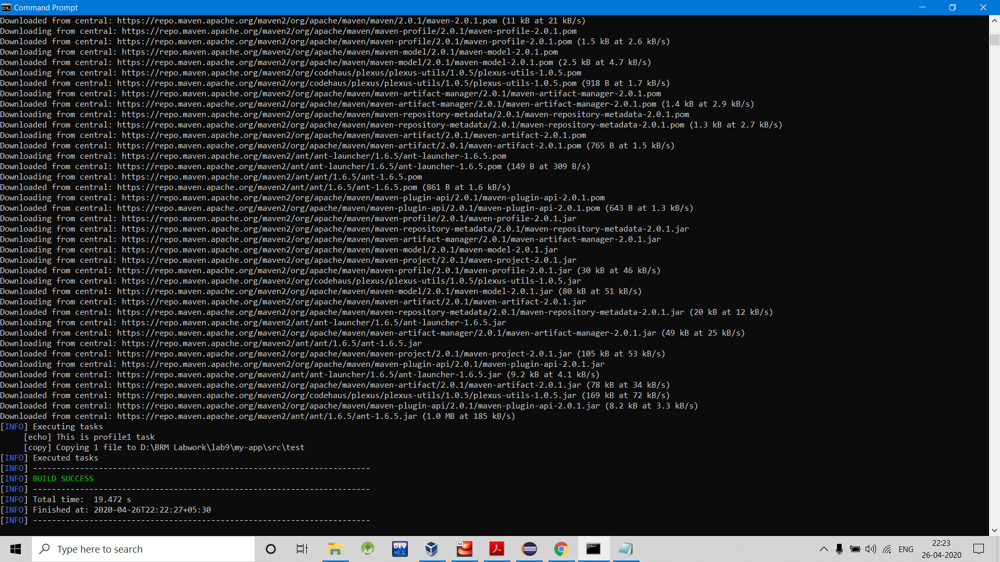 Command Prompt
Downloaded from central: https://repo.maven.apache.org/maven2/org/apache/maven/maven/2.0.1/maven-2.0.1.pom (11 kB at 21 kB/s)
Downloading from central: https://repo.maven.apache.org/maven2/org/apache/maven/maven-profile/2.0.1/maven-profile-2.0.1.pom
Downloaded from central: https://repo.maven.apache.org/maven2/org/apache/maven/maven-profile/2.0.1/maven-profile-2.0.1.pom (1.5 kB at 2.6 kB/s)
Downloading from central: https://repo.maven.apache.org/maven2/org/apache/maven/maven-model/2.0.1/maven-model-2.0.1.pom
Downloaded from central: https://repo.maven.apache.org/maven2/org/apache/maven/maven-model/2.0.1/maven-model-2.0.1.pom (2.5 kB at 4.7 kB/s)
Downloading from central: https://repo.maven.apache.org/maven2/org/codehaus/plexus/plexus-utils/1.0.5/plexus-utils-1.0.5.pom
Downloaded from central: https://repo.maven.apache.org/maven2/org/codehaus/plexus/plexus-utils/1.0.5/plexus-utils-1.0.5.pom (918 B at 1.7 kB/s)
Downloading from central: https://repo.maven.apache.org/maven2/org/apache/maven/maven-artifact-manager/2.0.1/maven-artifact-manager-2.0.1.pom
Downloaded from central: https://repo.maven.apache.org/maven2/org/apache/maven/maven-artifact-manager/2.0.1/maven-artifact-manager-2.0.1.pom (1.4 kB at 2.9 kB/s)
Downloading from central: https://repo.maven.apache.org/maven2/org/apache/maven/maven-repository-metadata/2.0.1/maven-repository-metadata-2.0.1.pom
Downloaded from central: https://repo.maven.apache.org/maven2/org/apache/maven/maven-repository-metadata/2.0.1/maven-repository-metadata-2.0.1.pom (1.3 kB at 2.7 kB/s)
Downloading from central: https://repo.maven.apache.org/maven2/org/apache/maven/maven-artifact/2.0.1/maven-artifact-2.0.1.pom
Downloaded from central: https://repo.maven.apache.org/maven2/org/apache/maven/maven-artifact/2.0.1/maven-artifact-2.0.1.pom (765 B at 1.5 kB/s)
Downloading from central: https://repo.maven.apache.org/maven2/ant/ant-launcher/1.6.5/ant-launcher-1.6.5.pom
Downloaded from central: https://repo.maven.apache.org/maven2/ant/ant-launcher/1.6.5/ant-launcher-1.6.5.pom (149 B at 309 B/s)
Downloading from central: https://repo.maven.apache.org/maven2/ant/ant/1.6.5/ant-1.6.5.pom
Downloaded from central: https://repo.maven.apache.org/maven2/ant/ant/1.6.5/ant-1.6.5.pom (861 B at 1.6 kB/s)
Downloading from central: https://repo.maven.apache.org/maven2/org/apache/maven/maven-plugin-api/2.0.1/maven-plugin-api-2.0.1.pom
Downloaded from central: https://repo.maven.apache.org/maven2/org/apache/maven/maven-plugin-api/2.0.1/maven-plugin-api-2.0.1.pom (643 B at 1.3 kB/s)
Downloading from central: https://repo.maven.apache.org/maven2/org/apache/maven/maven-profile/2.0.1/maven-profile-2.0.1.jar
Downloading from central: https://repo.maven.apache.org/maven2/org/apache/maven/maven-repository-metadata/2.0.1/maven-repository-metadata-2.0.1.jar
Downloading from central: https://repo.maven.apache.org/maven2/org/apache/maven/maven-artifact-manager/2.0.1/maven-artifact-manager-2.0.1.jar
Downloading from central: https://repo.maven.apache.org/maven2/org/apache/maven/maven-model/2.0.1/maven-model-2.0.1.jar
Downloading from central: https://repo.maven.apache.org/maven2/org/apache/maven/maven-project/2.0.1/maven-project-2.0.1.jar
Downloaded from central: https://repo.maven.apache.org/maven2/org/apache/maven/maven-profile/2.0.1/maven-profile-2.0.1.jar (30 kB at 46 kB/s)
Downloading from central: https://repo.maven.apache.org/maven2/org/codehaus/plexus/plexus-utils/1.0.5/plexus-utils-1.0.5.jar
Downloaded from central: https://repo.maven.apache.org/maven2/org/apache/maven/maven-model/2.0.1/maven-model-2.0.1.jar (80 kB at 51 kB/s)
Downloading from central: https://repo.maven.apache.org/maven2/org/apache/maven/maven-artifact/2.0.1/maven-artifact-2.0.1.jar
Downloaded from central: https://repo.maven.apache.org/maven2/org/apache/maven/maven-repository-metadata/2.0.1/maven-repository-metadata-2.0.1.jar (20 kB at 12 kB/s)
Downloading from central: https://repo.maven.apache.org/maven2/ant/ant-launcher/1.6.5/ant-launcher-1.6.5.jar
Downloaded from central: https://repo.maven.apache.org/maven2/org/apache/maven/maven-artifact-manager/2.0.1/maven-artifact-manager-2.0.1.jar (49 kB at 25 kB/s)
Downloading from central: https://repo.maven.apache.org/maven2/ant/ant/1.6.5/ant-1.6.5.jar
Downloaded from central: https://repo.maven.apache.org/maven2/org/apache/maven/maven-project/2.0.1/maven-project-2.0.1.jar (105 kB at 53 kB/s)
Downloading from central: https://repo.maven.apache.org/maven2/org/apache/maven/maven-plugin-api/2.0.1/maven-plugin-api-2.0.1.jar
Downloaded from central: https://repo.maven.apache.org/maven2/ant/ant-launcher/1.6.5/ant-launcher-1.6.5.jar (9.2 kB at 4.1 kB/s)
Downloaded from central: https://repo.maven.apache.org/maven2/org/apache/maven/maven-artifact/2.0.1/maven-artifact-2.0.1.jar (78 kB at 34 kB/s)
Downloaded from central: https://repo.maven.apache.org/maven2/org/codehaus/plexus/plexus-utils/1.0.5/plexus-utils-1.0.5.jar (169 kB at 72 kB/s)
Downloaded from central: https://repo.maven.apache.org/maven2/org/apache/maven/maven-plugin-api/2.0.1/maven-plugin-api-2.0.1.jar (8.2 kB at 3.3 kB/s)
Downloaded from central: https://repo.maven.apache.org/maven2/ant/ant/1.6.5/ant-1.6.5.jar (1.0 MB at 185 kB/s)
[INFO] Executing tasks
     [echo] This is profile1 task
     [copy] Copying 1 file to D:\BRM Labwork\lab9\my-app\src\test
[INFO] Executed tasks
[INFO] ------------------------------------------------------------------------
[INFO] BUILD SUCCESS
[INFO] ------------------------------------------------------------------------
[INFO] Total time:  19.472 s
[INFO] Finished at: 2020-04-26T22:22:27+05:30
[INFO] ------------------------------------------------------------------------
Type here to search
DEV
C++
64
ENG
22:23
26-04-2020